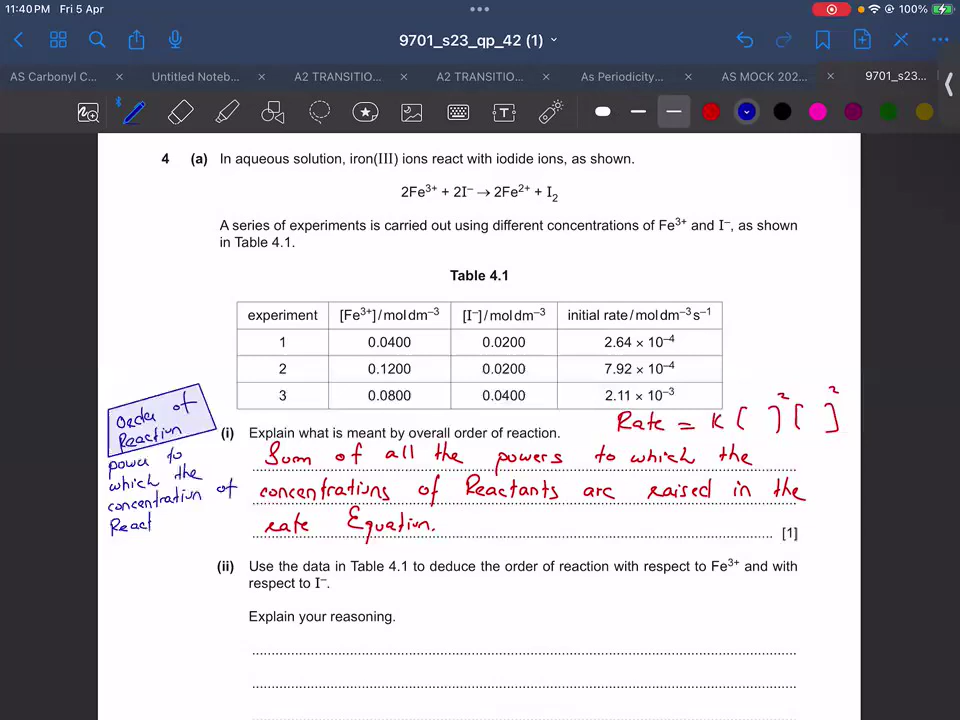 11:40 PM Fri 5 Apr
100%
9701_s23_qp_42 (1)
AS Carbonyl C...
Untitled Noteb...
A2 TRANSITIO...
A2 TRANSITIO...
As Periodicity...
AS MOCK 202...
9701_s23...
4 (a) In aqueous solution, iron(III) ions react with iodide ions, as shown.
2Fe³⁺ + 2I⁻ → 2Fe²⁺ + I₂
A series of experiments is carried out using different concentrations of Fe³⁺ and I⁻, as shown
in Table 4.1.
Table 4.1
experiment [Fe³⁺]/mol dm⁻³ [I⁻]/mol dm⁻³ initial rate/mol dm⁻³ s⁻¹
1 0.0400 0.0200 2.64 × 10⁻⁴
2 0.1200 0.0200 7.92 × 10⁻⁴
3 0.0800 0.0400 2.11 × 10⁻³
Rate = K [ ]² [ ]²
(i) Explain what is meant by overall order of reaction.
Sum of all the powers to which the
concentrations of Reactants are raised in the
rate Equation.
[1]
Order of
Reaction
power to
which the
concentration of
React
(ii) Use the data in Table 4.1 to deduce the order of reaction with respect to Fe³⁺ and with
respect to I⁻.
Explain your reasoning.